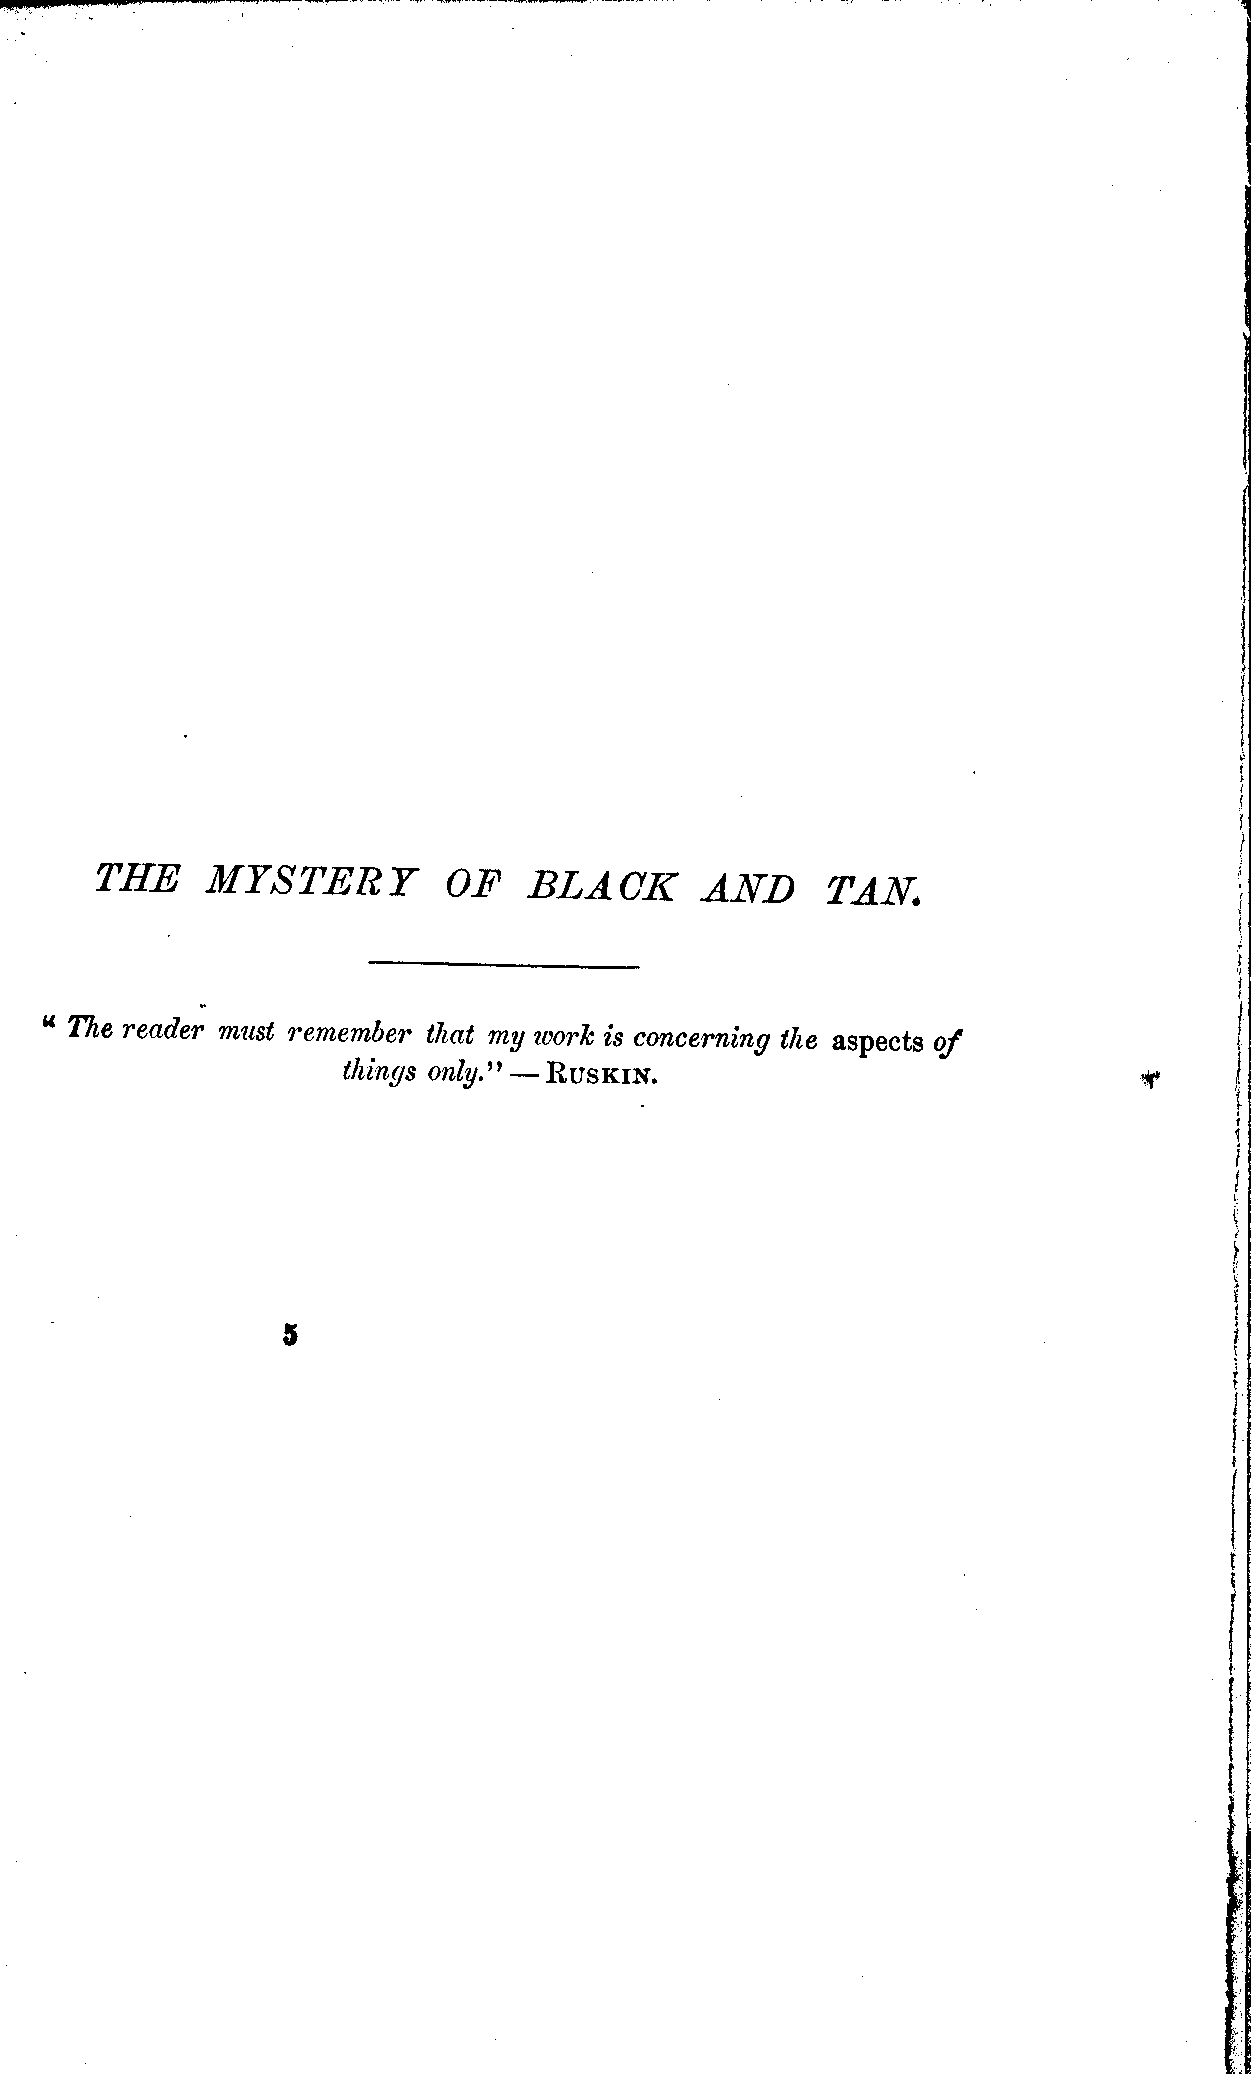 THE MYSTERY OF BLACK AND TAN.
“ The reader must remember that my work is concerning the aspects of
things only.” — RUSKIN.
5